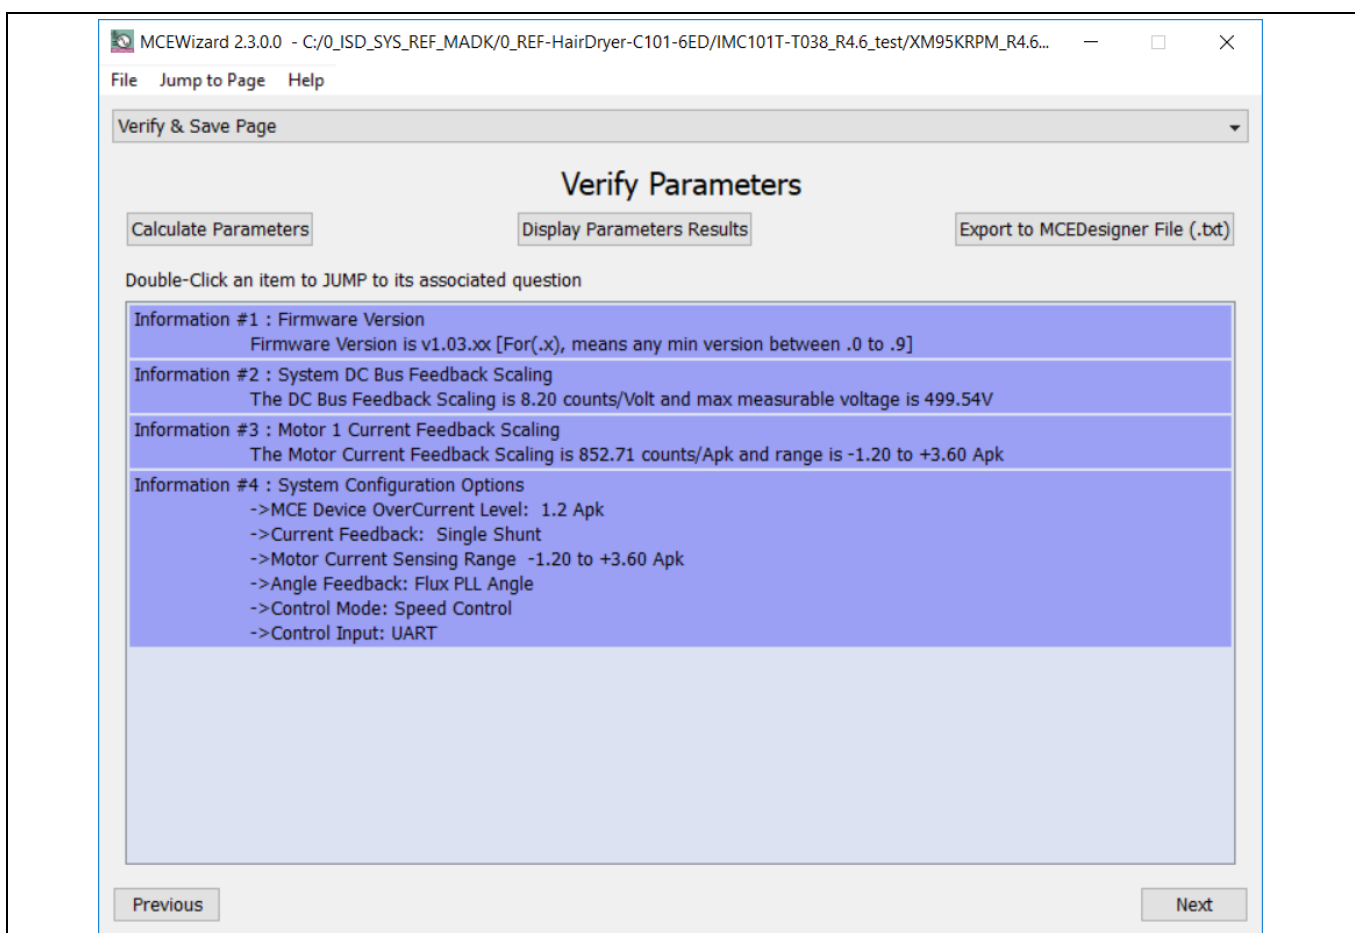 MCEWizard 2.3.0.0 - C:/0_ISD_SYS_REF_MADK/0_REF-HairDryer-C101-6ED/IMC101T-T038_R4.6_test/XM95KRPM_R4.6...
File Jump to Page Help
Verify & Save Page
Verify Parameters
Calculate Parameters Display Parameters Results Export to MCEDesigner File (.txt)
Double-Click an item to JUMP to its associated question
Information #1 : Firmware Version
Firmware Version is v1.03.xx [For(.x), means any min version between .0 to .9]
Information #2 : System DC Bus Feedback Scaling
The DC Bus Feedback Scaling is 8.20 counts/Volt and max measurable voltage is 499.54V
Information #3 : Motor 1 Current Feedback Scaling
The Motor Current Feedback Scaling is 852.71 counts/Apk and range is -1.20 to +3.60 Apk
Information #4 : System Configuration Options
->MCE Device OverCurrent Level: 1.2 Apk
->Current Feedback: Single Shunt
->Motor Current Sensing Range -1.20 to +3.60 Apk
->Angle Feedback: Flux PLL Angle
->Control Mode: Speed Control
->Control Input: UART
Previous Next